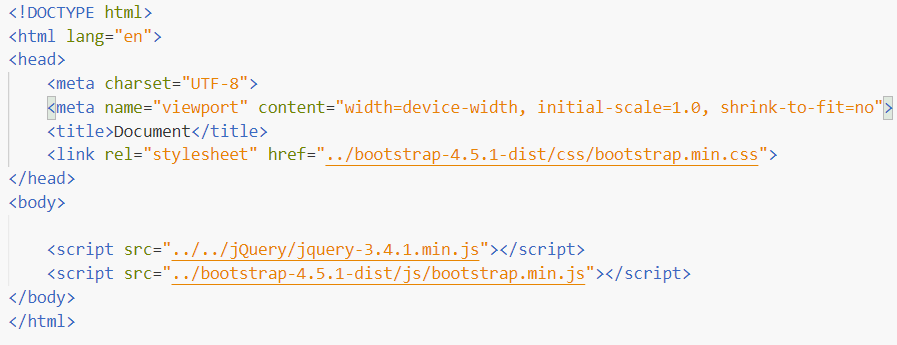 <!DOCTYPE html>
<html lang="en">
<head>
    <meta charset="UTF-8">
    <meta name="viewport" content="width=device-width, initial-scale=1.0, shrink-to-fit=no">
    <title>Document</title>
    <link rel="stylesheet" href="../bootstrap-4.5.1-dist/css/bootstrap.min.css">
</head>
<body>

    <script src="../../jQuery/jquery-3.4.1.min.js"></script>
    <script src="../bootstrap-4.5.1-dist/js/bootstrap.min.js"></script>
</body>
</html>